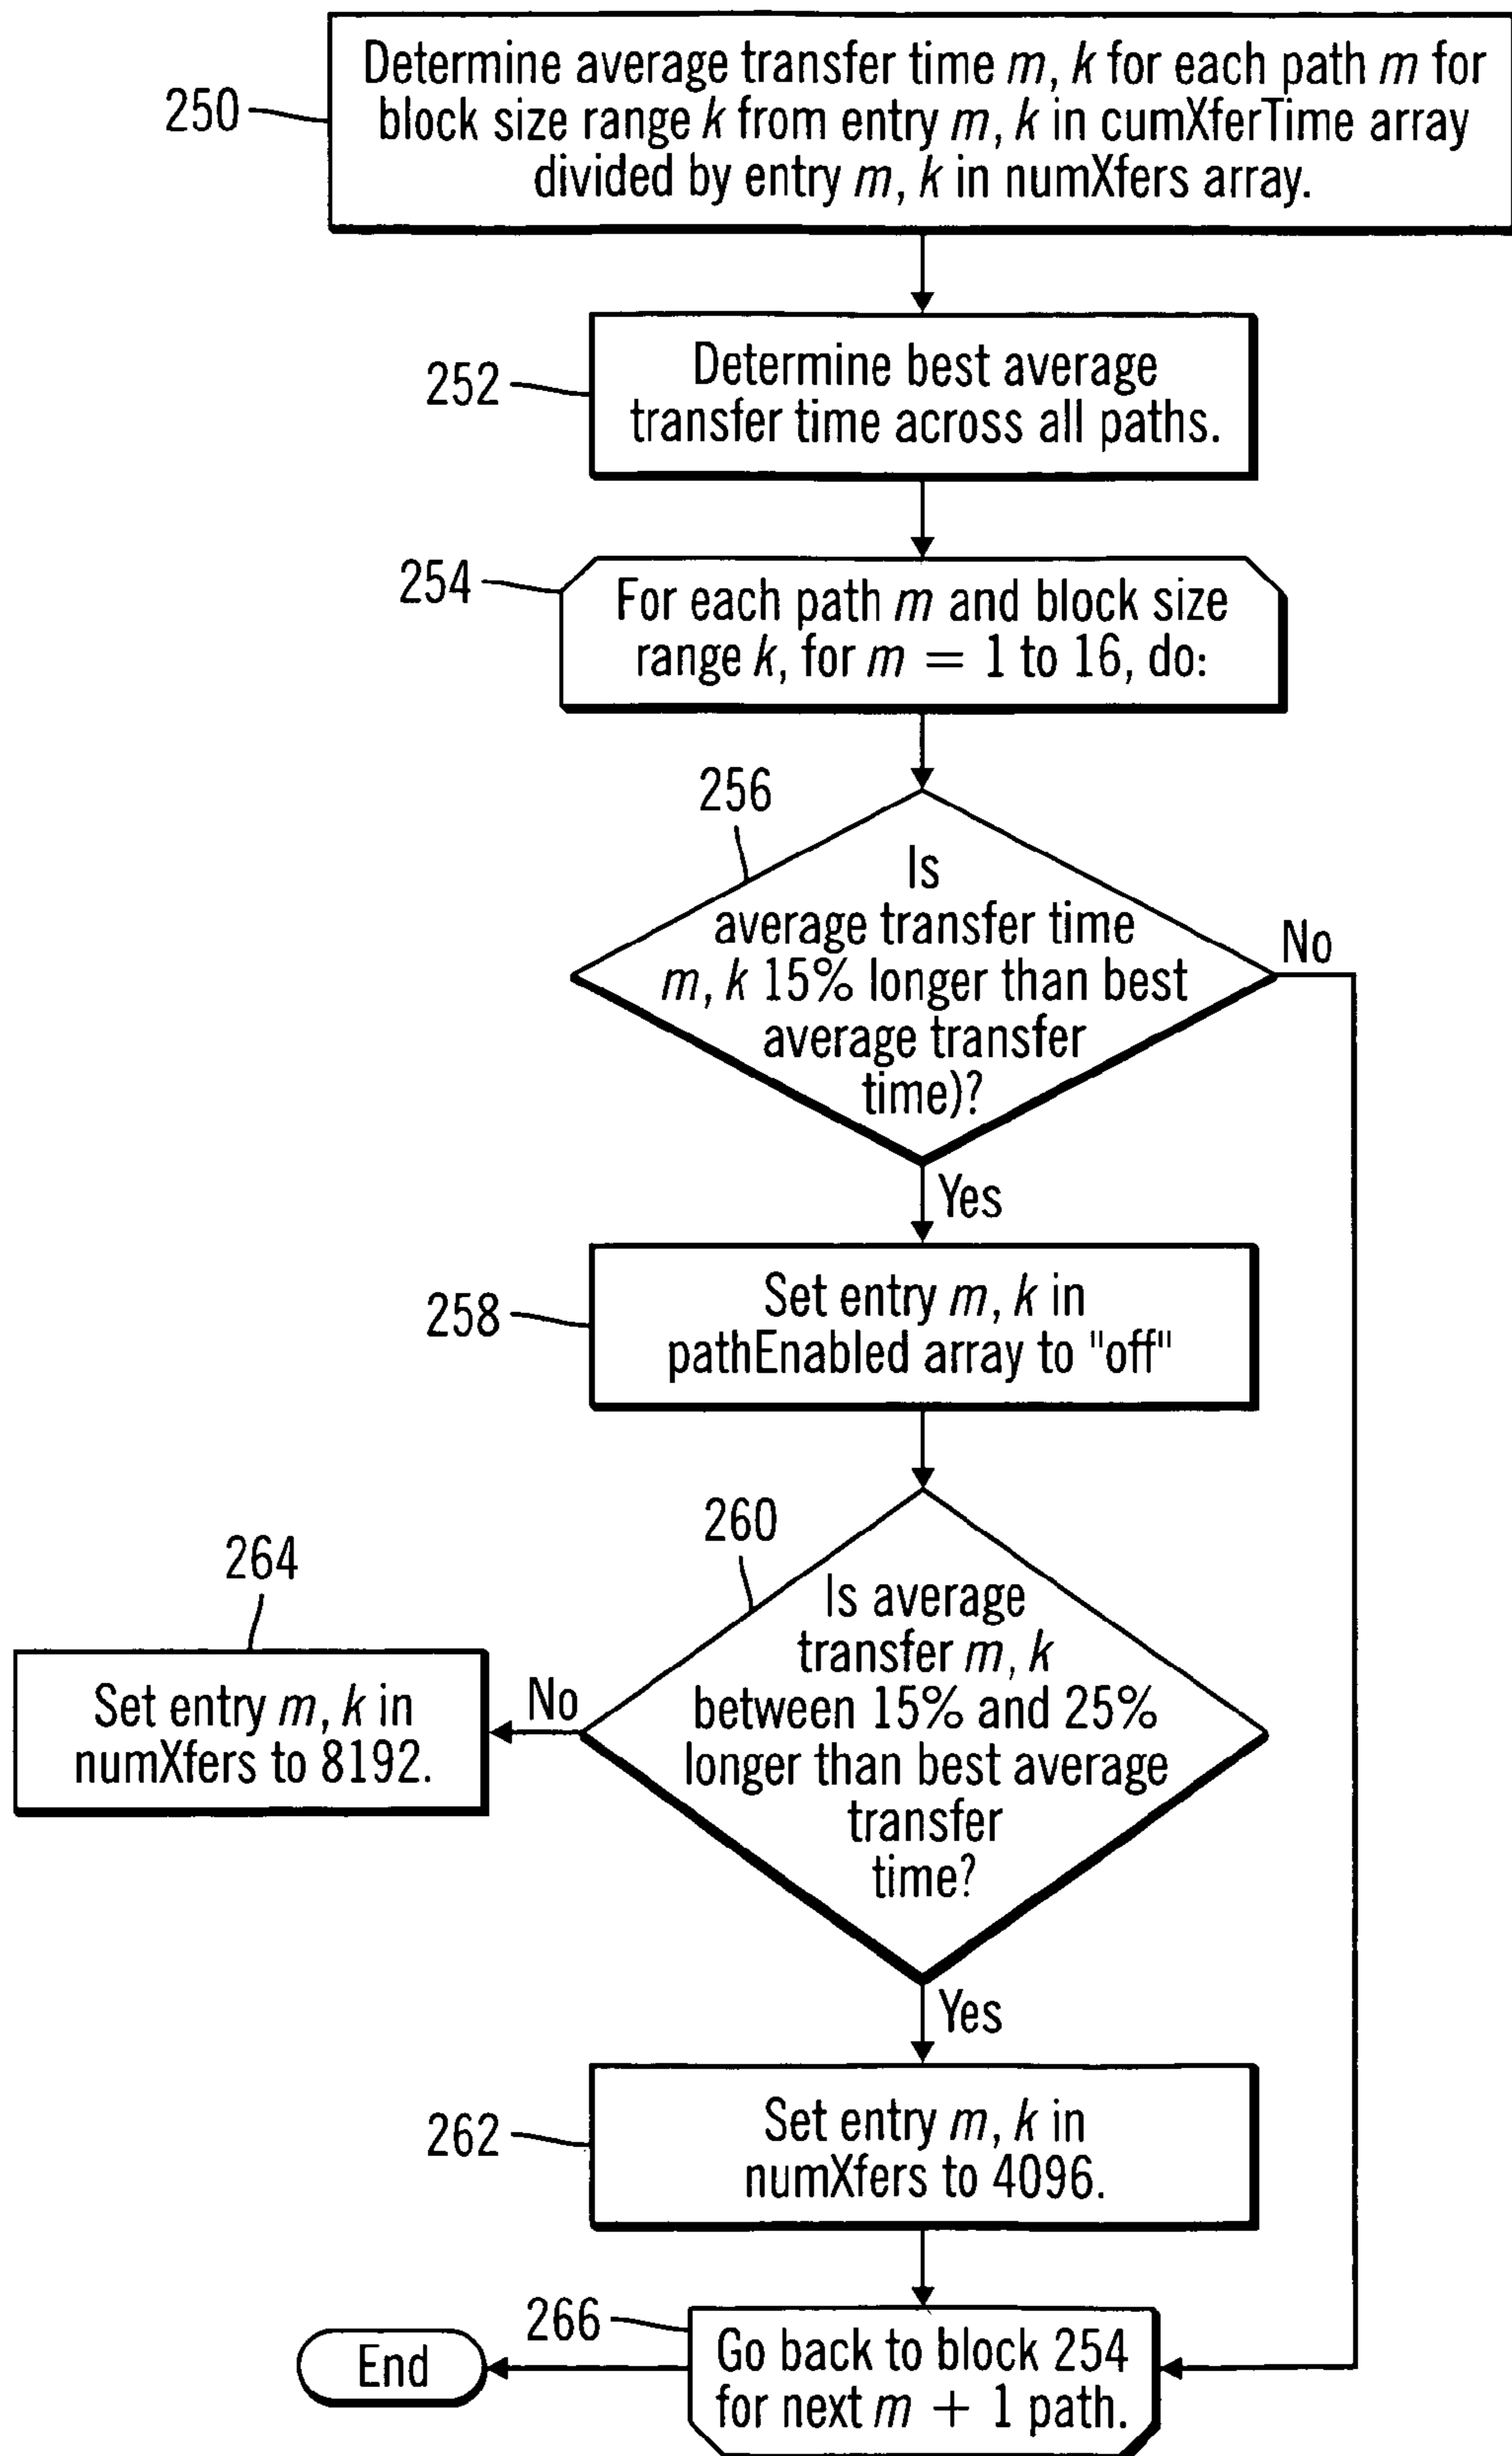 250
Determine average transfer time m, k for each path m for
block size range k from entry m, k in cumXferTime array
divided by entry m, k in numXfers array.
252
Determine best average
transfer time across all paths.
254
For each path m and block size
range k, for m = 1 to 16, do:
256
Is
average transfer time
m, k 15% longer than best
average transfer
time)?
No
Yes
258
Set entry m, k in
pathEnabled array to "off"
260
Is average
transfer m, k
between 15% and 25%
longer than best average
transfer
time?
No
264
Set entry m, k in
numXfers to 8192.
Yes
262
Set entry m, k in
numXfers to 4096.
266
Go back to block 254
for next m + 1 path.
End